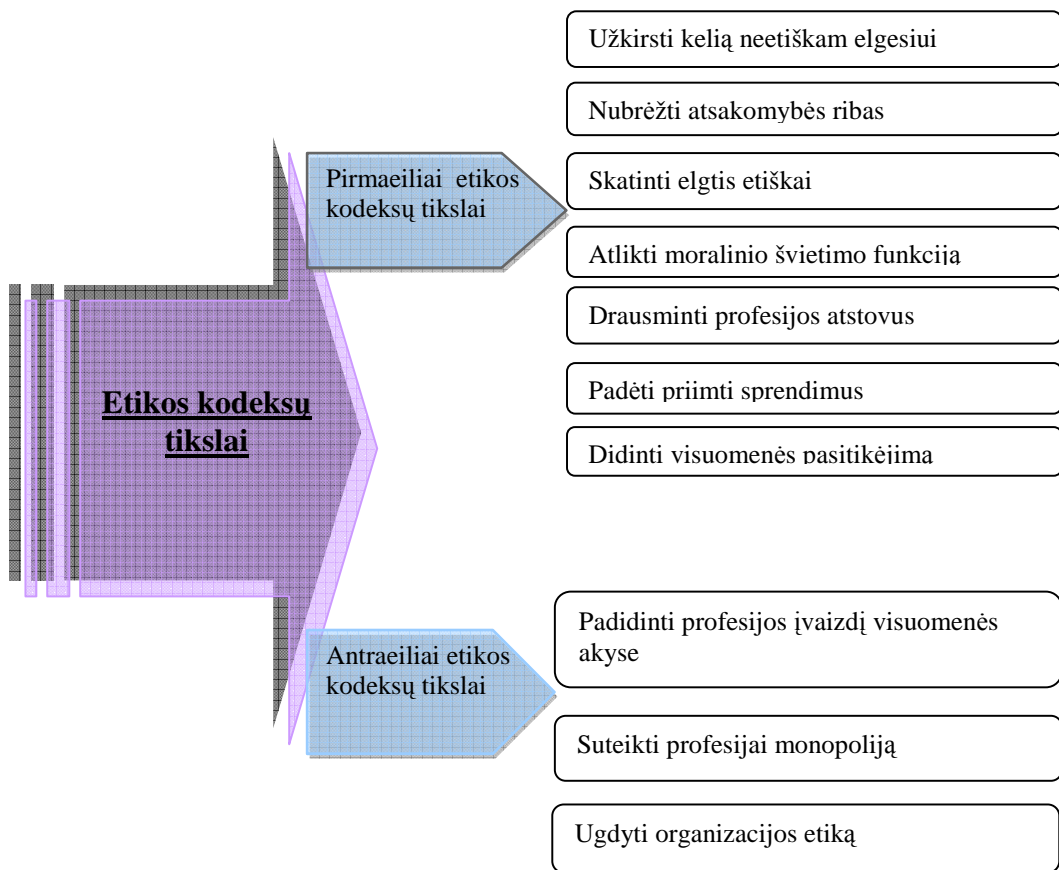 Užkirsti kelią neetiškam elgesiui
Nubrėžti atsakomybės ribas
Pirmaeiliai etikos
kodeksų tikslai
Skatinti elgtis etiškai
Atlikti moralinio švietimo funkciją
Drausminti profesijos atstovus
Padėti priimti sprendimus
Didinti visuomenės pasitikėjimą
Etikos kodeksų
tikslai
Antraeiliai etikos
kodeksų tikslai
Padidinti profesijos įvaizdį visuomenės
akyse
Suteikti profesijai monopoliją
Ugdyti organizacijos etiką